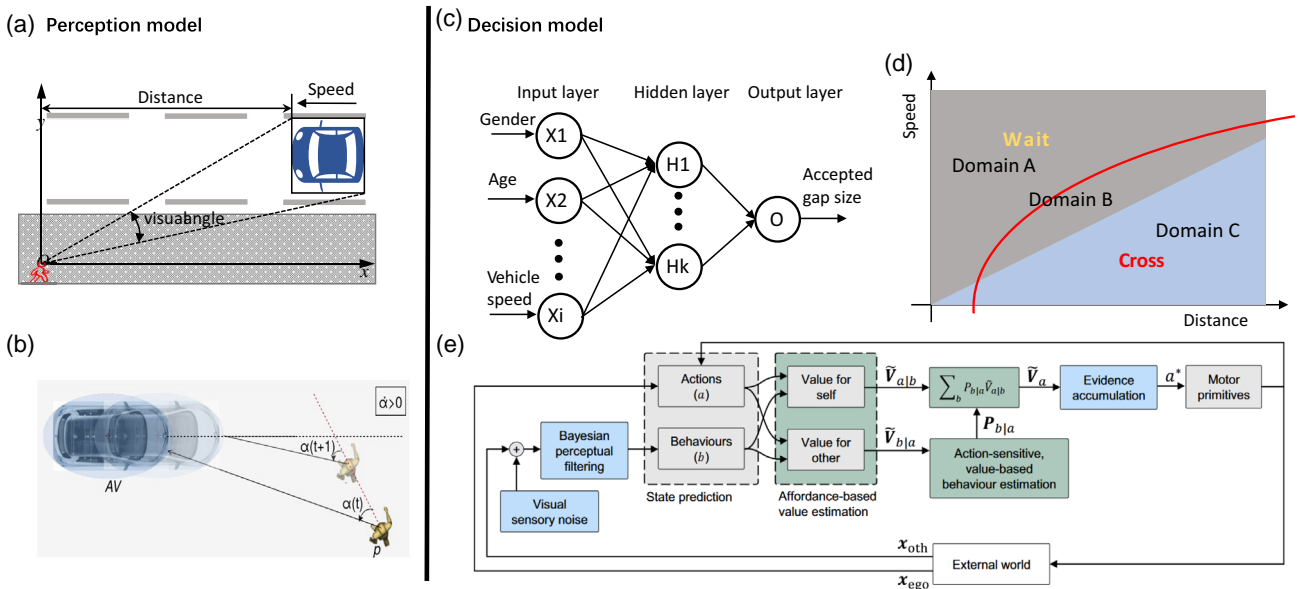 (a) Perception model
Distance
Speed
y
visuaangle
x
(b)
α̇>0
α(t+1)
α(t)
AV
p
(c) Decision model
Input layer
Hidden layer
Output layer
Gender
X1
Age
X2
Vehicle
speed
Xi
H1
Hk
O
Accepted
gap size
(d)
Speed
Wait
Domain A
Domain B
Domain C
Cross
Distance
(e)
Actions
(a)
Behaviours
(b)
State prediction
Value for
self
Value for
other
Affordance-based
value estimation
+
Bayesian
perceptual
filtering
Visual
sensory noise
Ṽa|b
Ṽb|a
∑b Pb|aṼa|b
Ṽa
Pb|a
Evidence
accumulation
a*
Motor
primitives
Action-sensitive,
value-based
behaviour estimation
xoth
xego
External world